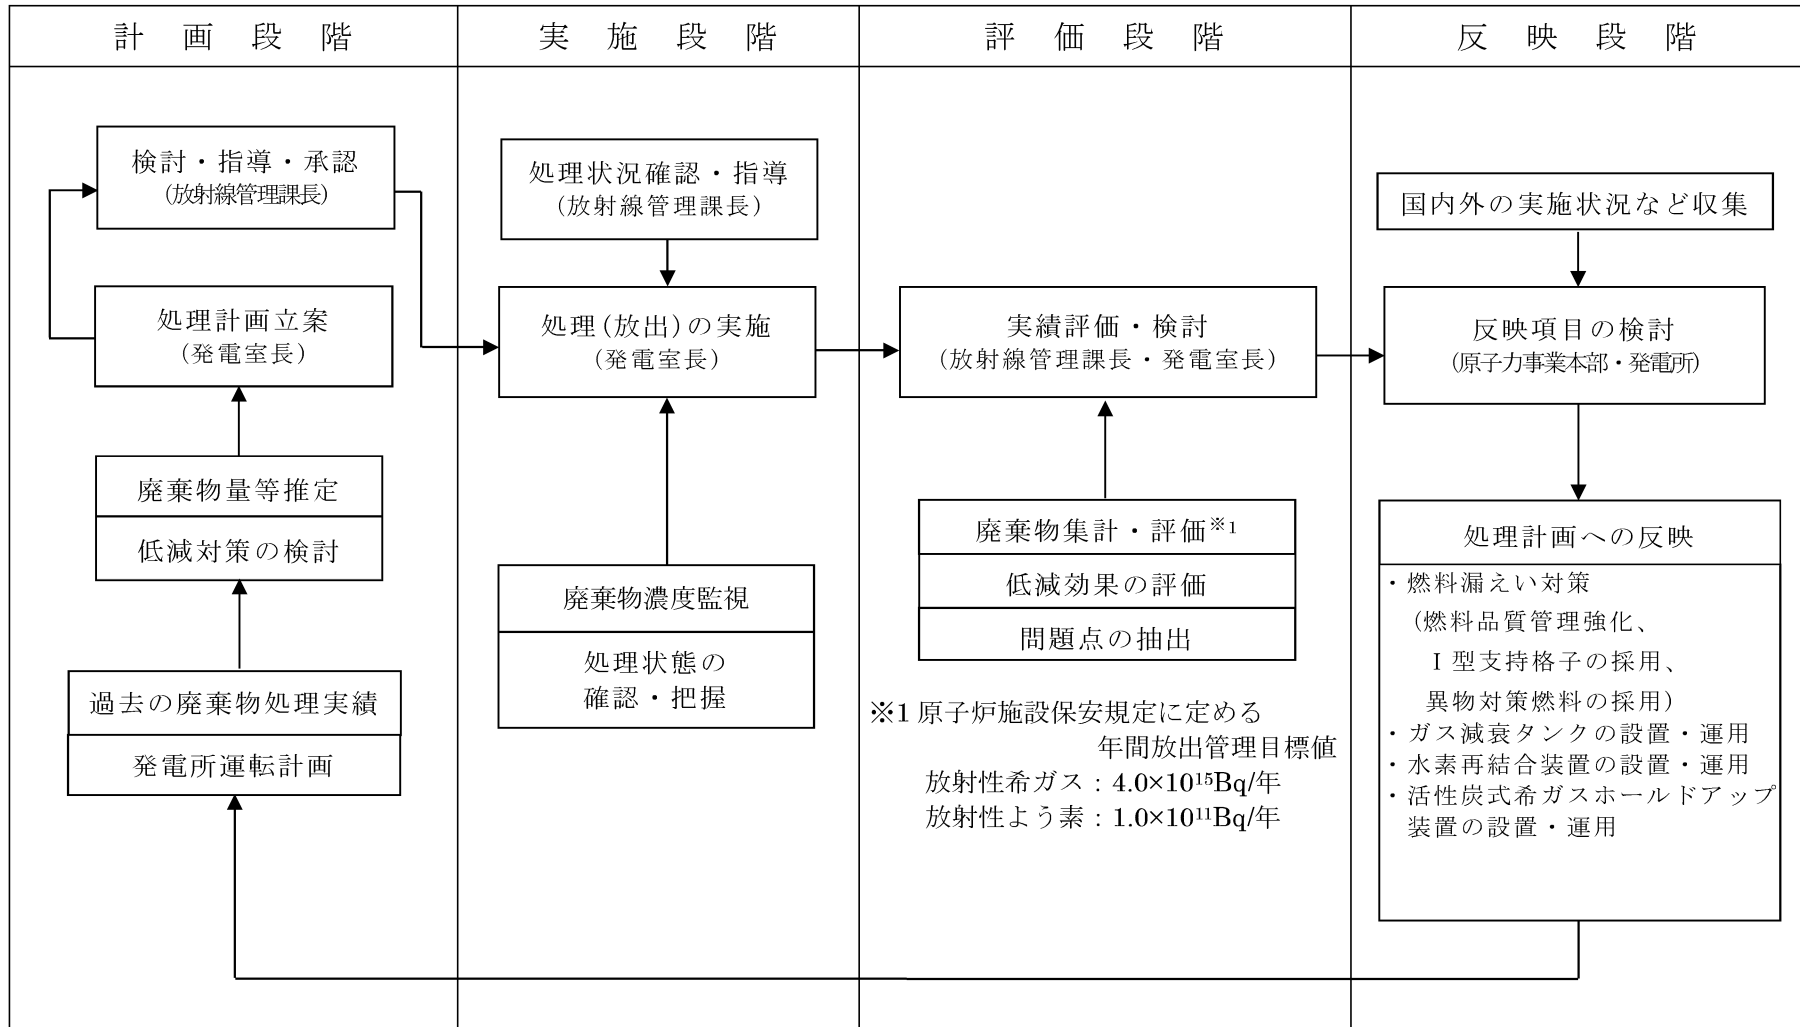 計画段階
実施段階
評価段階
反映段階
検討・指導・承認
(放射線管理課長)
処理計画立案
(発電室長)
廃棄物量等推定
低減対策の検討
過去の廃棄物処理実績
発電所運転計画
処理状況確認・指導
(放射線管理課長)
処理(放出)の実施
(発電室長)
廃棄物濃度監視
処理状態の
確認・把握
実績評価・検討
(放射線管理課長・発電室長)
廃棄物集計・評価※1
低減効果の評価
問題点の抽出
※1 原子炉施設保安規定に定める
年間放出管理目標値
放射性希ガス：4.0×10¹⁵Bq/年
放射性よう素：1.0×10¹¹Bq/年
国内外の実施状況など収集
反映項目の検討
(原子力事業本部・発電所)
処理計画への反映
・燃料漏えい対策
(燃料品質管理強化、
Ｉ型支持格子の採用、
異物対策燃料の採用)
・ガス減衰タンクの設置・運用
・水素再結合装置の設置・運用
・活性炭式希ガスホールドアップ
装置の設置・運用